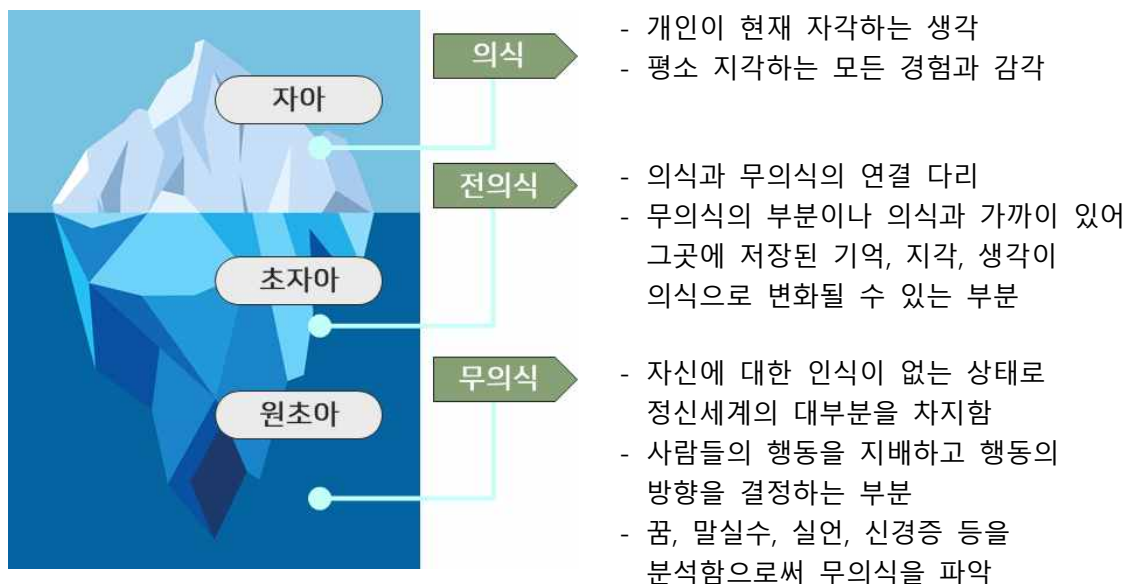 의식
- 개인이 현재 자각하는 생각
- 평소 지각하는 모든 경험과 감각
자아
전의식
- 의식과 무의식의 연결 다리
- 무의식의 부분이나 의식과 가까이 있어
그곳에 저장된 기억, 지각, 생각이
의식으로 변화될 수 있는 부분
초자아
무의식
- 자신에 대한 인식이 없는 상태로
정신세계의 대부분을 차지함
- 사람들의 행동을 지배하고 행동의
방향을 결정하는 부분
- 꿈, 말실수, 실언, 신경증 등을
분석함으로써 무의식을 파악
원초아